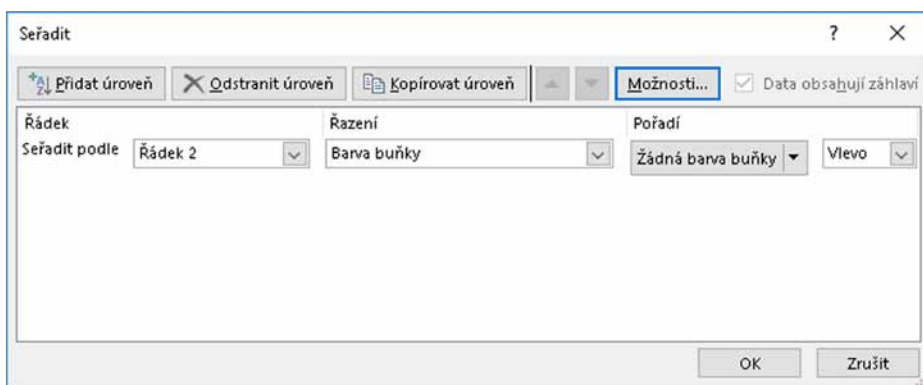 Seřadit ?
Přidat úroveň Odstranit úroveň Kopírovat úroveň Možnosti... Data obsahují záhlaví
Řádek Řazení Pořadí
Seřadit podle Řádek 2 Barva buňky Žádná barva buňky Vlevo
OK Zrušit